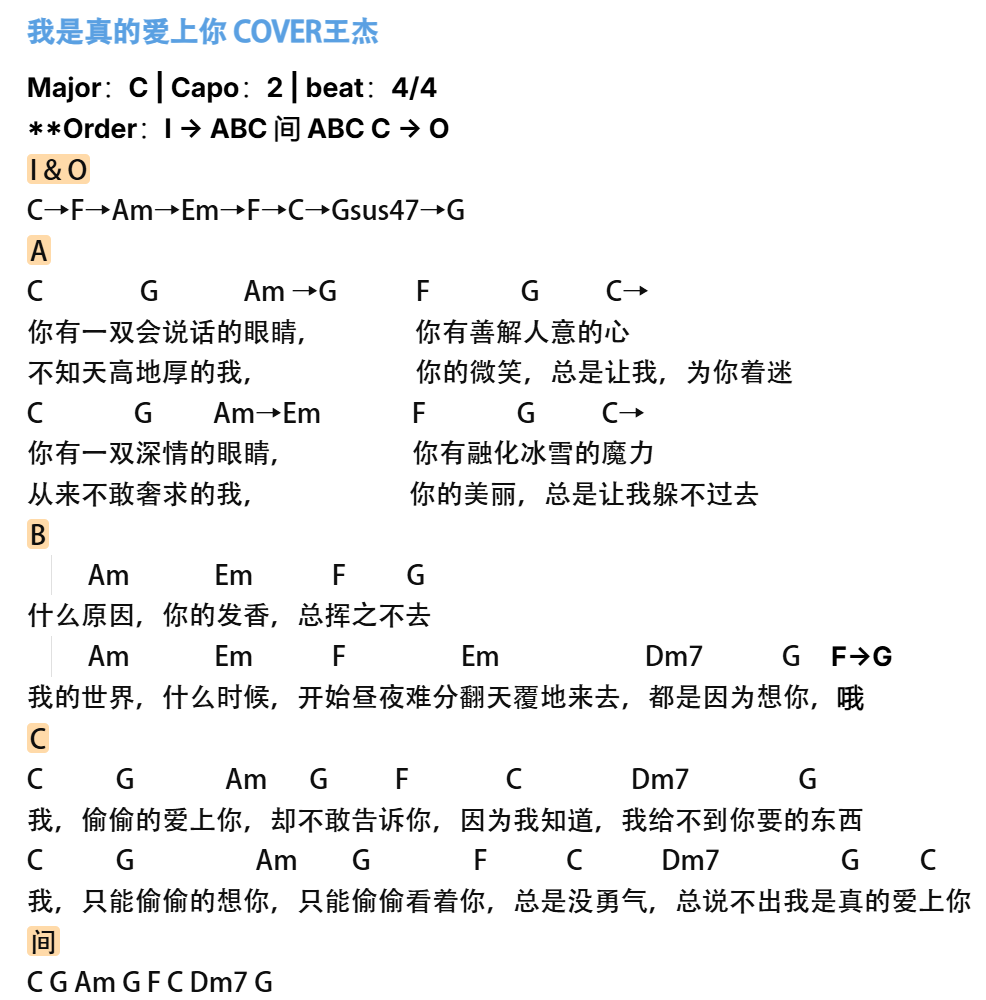 我是真的爱上你 COVER王杰
Major：C | Capo：2 | beat：4/4
**Order：I → ABC 间 ABC C → O
I & O
C→F→Am→Em→F→C→Gsus47→G
A
C G Am →G F G C→
你有一双会说话的眼睛， 你有善解人意的心
不知天高地厚的我， 你的微笑，总是让我，为你着迷
C G Am→Em F G C→
你有一双深情的眼睛， 你有融化冰雪的魔力
从来不敢奢求的我， 你的美丽，总是让我躲不过去
B
Am Em F G
什么原因，你的发香，总挥之不去
Am Em F Em Dm7 G F→G
我的世界，什么时候，开始昼夜难分翻天覆地来去，都是因为想你，哦
C
C G Am G F C Dm7 G
我，偷偷的爱上你，却不敢告诉你，因为我知道，我给不到你要的东西
C G Am G F C Dm7 G C
我，只能偷偷的想你，只能偷偷看着你，总是没勇气，总说不出我是真的爱上你
间
C G Am G F C Dm7 G